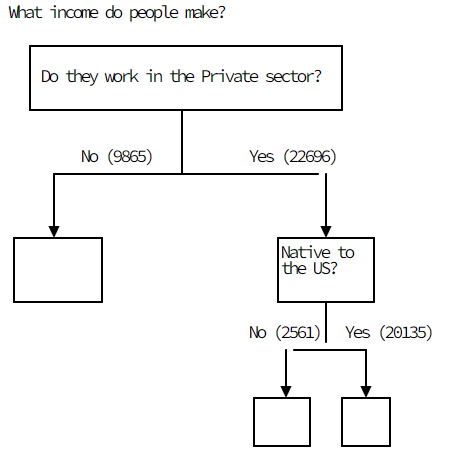 What income do people make?
Do they work in the Private sector?
No (9865)
Yes (22696)
Native to
the US?
No (2561)
Yes (20135)